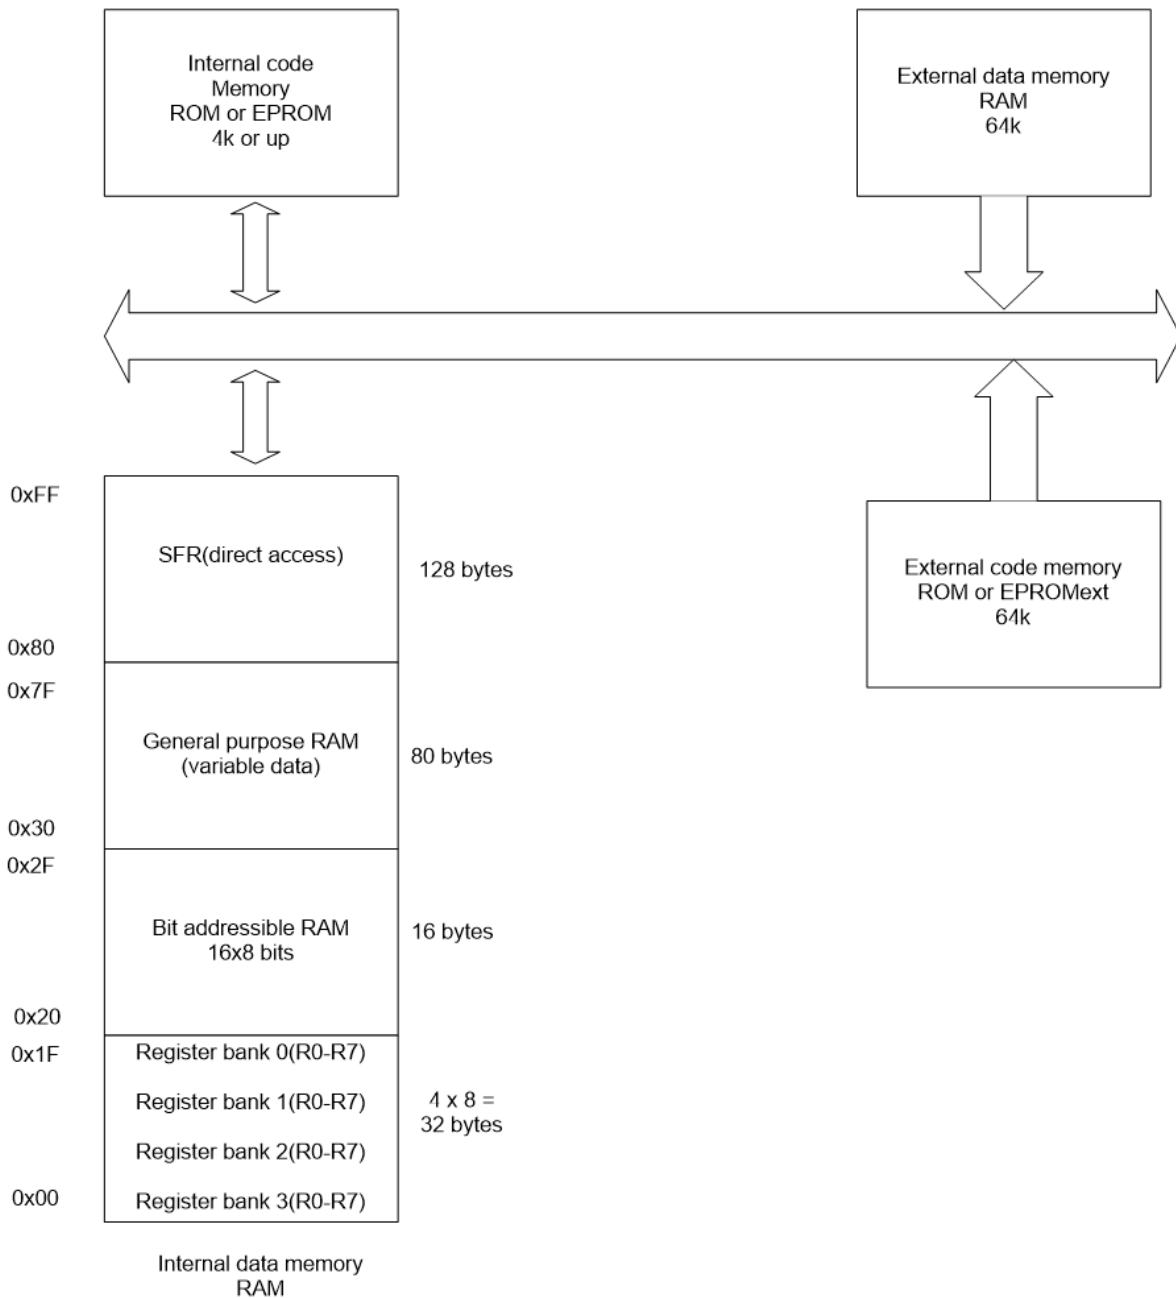 Internal code
Memory
ROM or EPROM
4k or up
External data memory
RAM
64k
0xFF
SFR(direct access)
128 bytes
0x80
External code memory
ROM or EPROMext
64k
0x7F
General purpose RAM
(variable data)
80 bytes
0x30
0x2F
Bit addressible RAM
16x8 bits
16 bytes
0x20
0x1F
Register bank 0(R0-R7)
Register bank 1(R0-R7)
4 x 8 =
32 bytes
Register bank 2(R0-R7)
0x00
Register bank 3(R0-R7)
Internal data memory
RAM